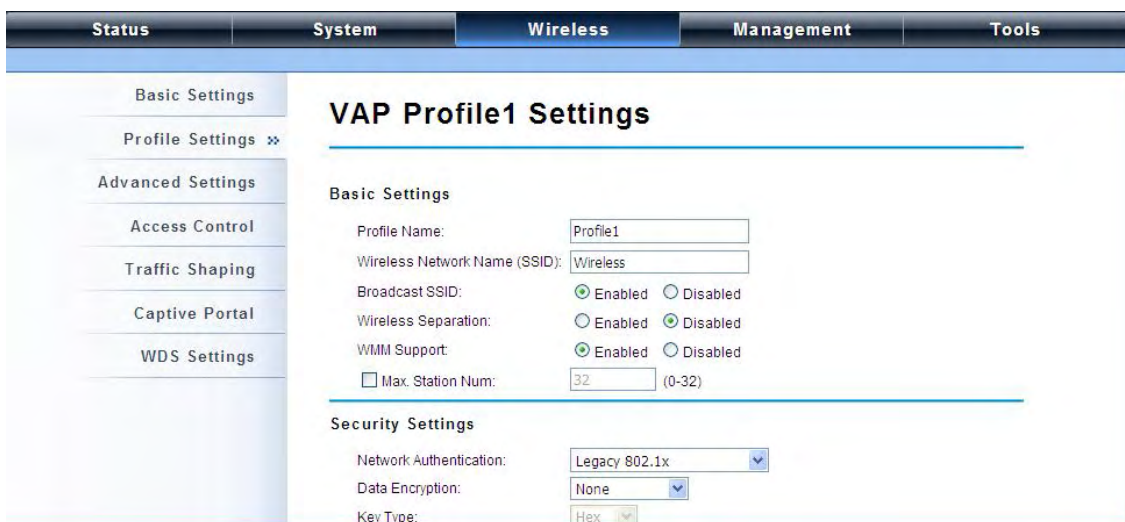 Status System Wireless Management Tools
Basic Settings
Profile Settings »
Advanced Settings
Access Control
Traffic Shaping
Captive Portal
WDS Settings
VAP Profile1 Settings
Basic Settings
Profile Name: Profile1
Wireless Network Name (SSID): Wireless
Broadcast SSID: Enabled Disabled
Wireless Separation: Enabled Disabled
WMM Support: Enabled Disabled
Max. Station Num: 32 (0-32)
Security Settings
Network Authentication: Legacy 802.1x
Data Encryption: None
Key Type: Hex